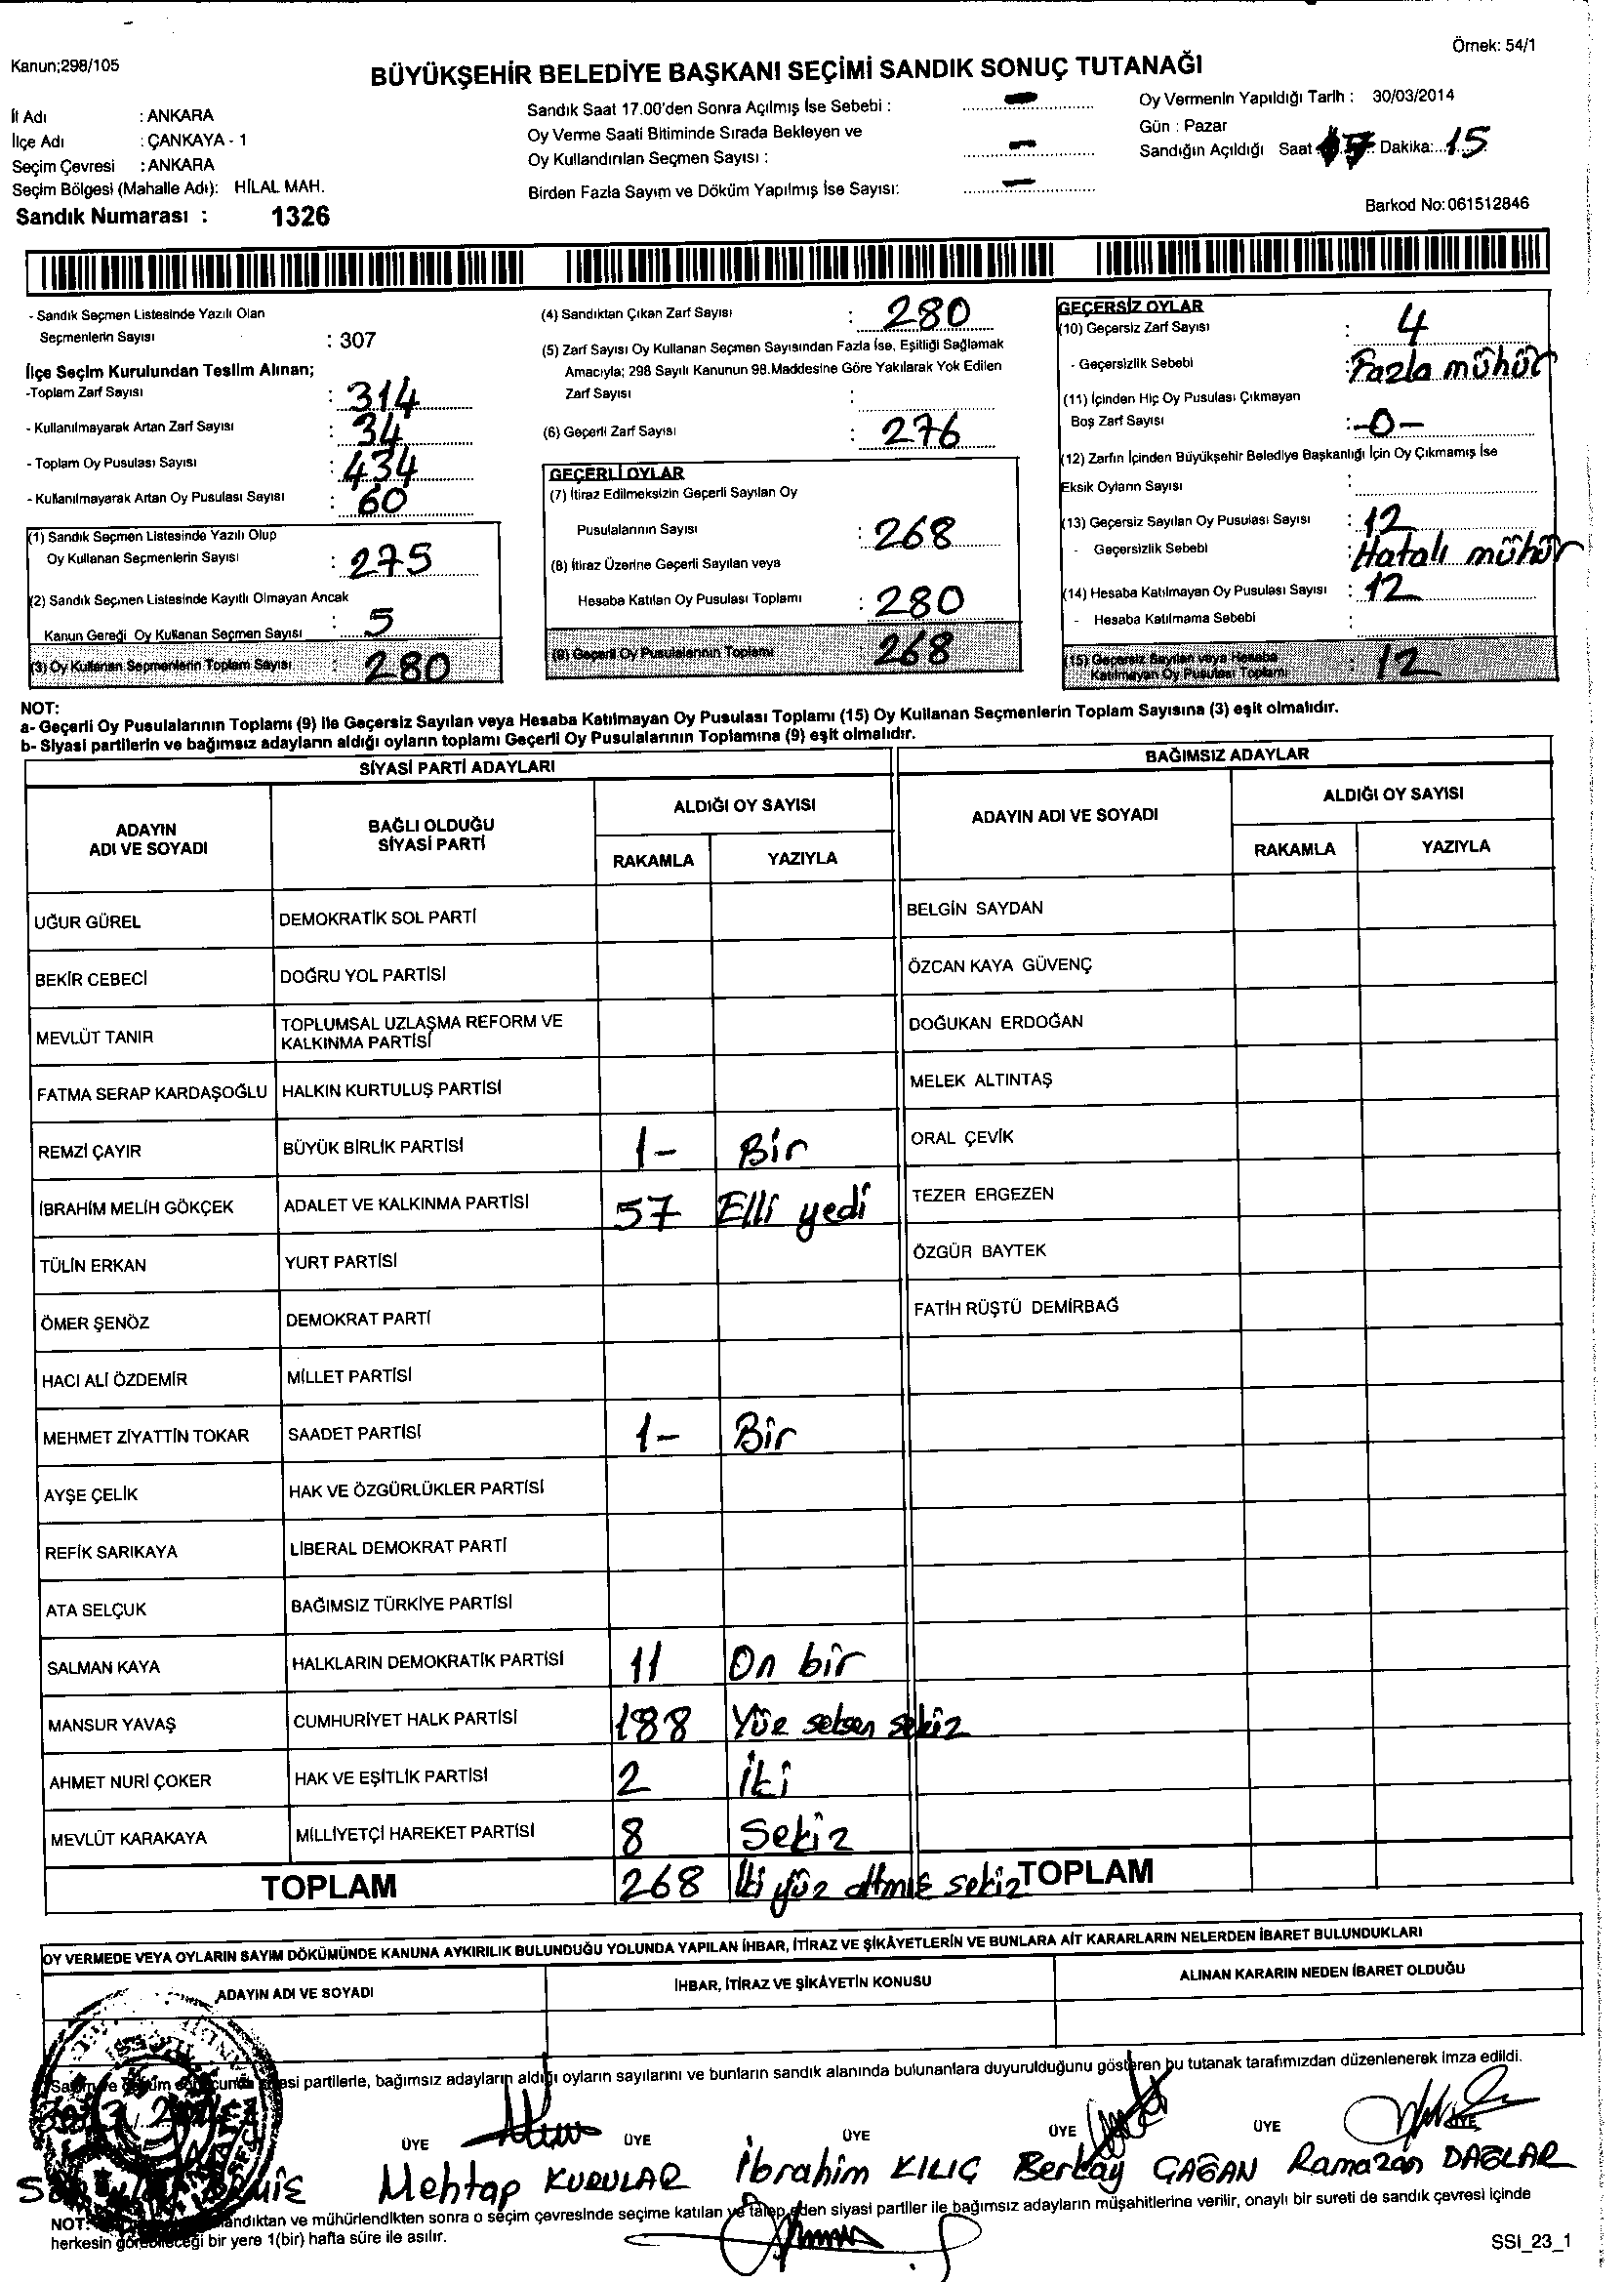 Örnek: 54/1
Kanun;298/105
BÜYÜKŞEHİR BELEDİYE BAŞKANI SEÇİMİ SANDIK SONUÇ TUTANAĞI
İl Adı : ANKARA
İlçe Adı : ÇANKAYA - 1
Seçim Çevresi : ANKARA
Seçim Bölgesi (Mahalle Adı): HİLAL MAH.
Sandık Numarası : 1326
Sandık Saat 17.00'den Sonra Açılmış İse Sebebi : -
Oy Verme Saati Bitiminde Sırada Bekleyen ve
Oy Kullandırılan Seçmen Sayısı : -
Birden Fazla Sayım ve Döküm Yapılmış İse Sayısı: -
Oy Vermenin Yapıldığı Tarih : 30/03/2014
Gün : Pazar
Sandığın Açıldığı Saat 17 Dakika: 15
Barkod No: 061512846
- Sandık Seçmen Listesinde Yazılı Olan
Seçmenlerin Sayısı : 307
İlçe Seçim Kurulundan Teslim Alınan;
-Toplam Zarf Sayısı : 314
- Kullanılmayarak Artan Zarf Sayısı : 34
- Toplam Oy Pusulası Sayısı : 434
- Kullanılmayarak Artan Oy Pusulası Sayısı : 60
(1) Sandık Seçmen Listesinde Yazılı Olup
Oy Kullanan Seçmenlerin Sayısı : 275
(2) Sandık Seçmen Listesinde Kayıtlı Olmayan Ancak
Kanun Gereği Oy Kullanan Seçmen Sayısı : 5
(3) Oy Kullanan Seçmenlerin Toplam Sayısı : 280
(4) Sandıktan Çıkan Zarf Sayısı : 280
(5) Zarf Sayısı Oy Kullanan Seçmen Sayısından Fazla İse, Eşitliği Sağlamak
Amacıyla; 298 Sayılı Kanunun 98.Maddesine Göre Yakılarak Yok Edilen
Zarf Sayısı :
(6) Geçerli Zarf Sayısı : 276
GEÇERLİ OYLAR
(7) İtiraz Edilmeksizin Geçerli Sayılan Oy
Pusulalarının Sayısı : 268
(8) İtiraz Üzerine Geçerli Sayılan veya
Hesaba Katılan Oy Pusulası Toplamı : 280
(9) Geçerli Oy Pusulalarının Toplamı 268
GEÇERSİZ OYLAR
(10) Geçersiz Zarf Sayısı : 4
- Geçersizlik Sebebi : Fazla mühür
(11) İçinden Hiç Oy Pusulası Çıkmayan
Boş Zarf Sayısı : -0-
(12) Zarfın İçinden Büyükşehir Belediye Başkanlığı İçin Oy Çıkmamış İse
Eksik Oyların Sayısı :
(13) Geçersiz Sayılan Oy Pusulası Sayısı : 12
- Geçersizlik Sebebi : Hatalı mühür
(14) Hesaba Katılmayan Oy Pusulası Sayısı : 12
- Hesaba Katılmama Sebebi :
(15) Geçersiz Sayılan veya Hesaba
Katılmayan Oy Pusulası Toplamı : 12
NOT:
a- Geçerli Oy Pusulalarının Toplamı (9) ile Geçersiz Sayılan veya Hesaba Katılmayan Oy Pusulası Toplamı (15) Oy Kullanan Seçmenlerin Toplam Sayısına (3) eşit olmalıdır.
b- Siyasi partilerin ve bağımsız adayların aldığı oyların toplamı Geçerli Oy Pusulalarının Toplamına (9) eşit olmalıdır.
SİYASİ PARTİ ADAYLARI
ADAYIN ADI VE SOYADI BAĞLI OLDUĞU SİYASİ PARTİ ALDIĞI OY SAYISI
RAKAMLA YAZIYLA
UĞUR GÜREL DEMOKRATİK SOL PARTİ
BEKİR CEBECİ DOĞRU YOL PARTİSİ
MEVLÜT TANIR TOPLUMSAL UZLAŞMA REFORM VE KALKINMA PARTİSİ
FATMA SERAP KARDAŞOĞLU HALKIN KURTULUŞ PARTİSİ
REMZİ ÇAYIR BÜYÜK BİRLİK PARTİSİ 1- Bir
İBRAHİM MELİH GÖKÇEK ADALET VE KALKINMA PARTİSİ 57 Elli yedi
TÜLİN ERKAN YURT PARTİSİ
ÖMER ŞENÖZ DEMOKRAT PARTİ
HACI ALİ ÖZDEMİR MİLLET PARTİSİ
MEHMET ZİYATTİN TOKAR SAADET PARTİSİ 1- Bir
AYŞE ÇELİK HAK VE ÖZGÜRLÜKLER PARTİSİ
REFİK SARIKAYA LİBERAL DEMOKRAT PARTİ
ATA SELÇUK BAĞIMSIZ TÜRKİYE PARTİSİ
SALMAN KAYA HALKLARIN DEMOKRATİK PARTİSİ 11 On bir
MANSUR YAVAŞ CUMHURİYET HALK PARTİSİ 188 Yüz seksen sekiz
AHMET NURİ ÇOKER HAK VE EŞİTLİK PARTİSİ 2 İki
MEVLÜT KARAKAYA MİLLİYETÇİ HAREKET PARTİSİ 8 Sekiz
TOPLAM 268 İki yüz altmış sekiz
BAĞIMSIZ ADAYLAR
ADAYIN ADI VE SOYADI ALDIĞI OY SAYISI
RAKAMLA YAZIYLA
BELGİN SAYDAN
ÖZCAN KAYA GÜVENÇ
DOĞUKAN ERDOĞAN
MELEK ALTINTAŞ
ORAL ÇEVİK
TEZER ERGEZEN
ÖZGÜR BAYTEK
FATİH RÜŞTÜ DEMİRBAĞ
TOPLAM
OY VERMEDE VEYA OYLARIN SAYIM DÖKÜMÜNDE KANUNA AYKIRILIK BULUNDUĞU YOLUNDA YAPILAN İHBAR, İTİRAZ VE ŞİKÂYETLERİN VE BUNLARA AİT KARARLARIN NELERDEN İBARET BULUNDUKLARI
ADAYIN ADI VE SOYADI İHBAR, İTİRAZ VE ŞİKÂYETİN KONUSU ALINAN KARARIN NEDEN İBARET OLDUĞU
partilerle, bağımsız adayların aldığı oyların sayılarını ve bunların sandık alanında bulunanlara duyurulduğunu gösteren bu tutanak tarafımızdan düzenlenerek imza edildi.
ÜYE ÜYE ÜYE ÜYE ÜYE ÜYE
Mehtap KURULAR İbrahim KILIÇ Berkay ÇAĞAN Ramazan DAĞLAR
NOT: ve mühürlendikten sonra o seçim çevresinde seçime katılan ve talep eden siyasi partiler ile bağımsız adayların müşahitlerine verilir, onaylı bir sureti de sandık çevresi içinde
herkesin görebileceği bir yere 1(bir) hafta süre ile asılır.
SSI_23_1